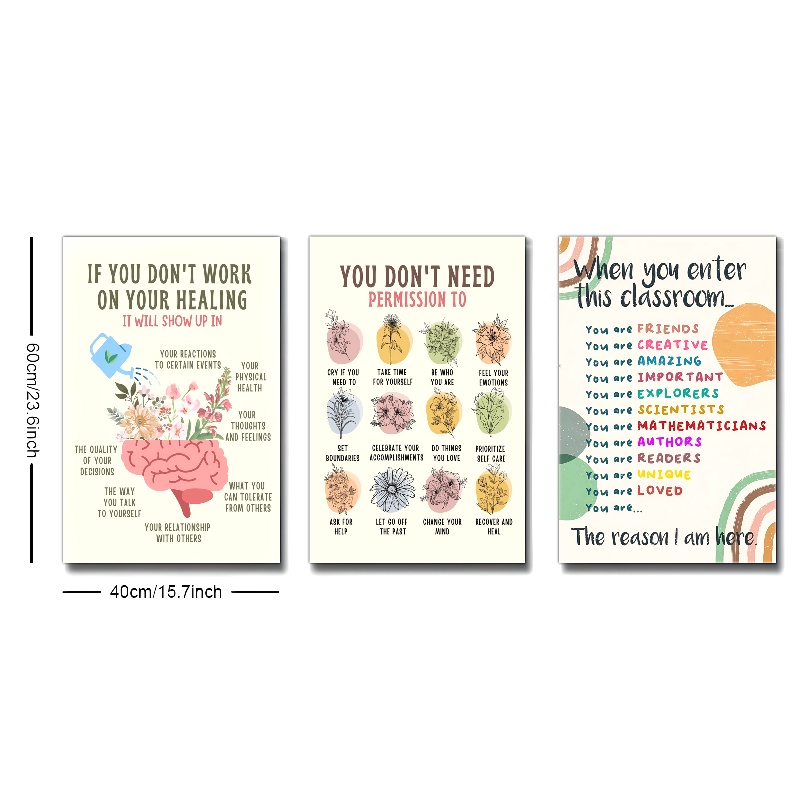 60cm/23.6inch
40cm/15.7inch
IF YOU DON'T WORK
ON YOUR HEALING
IT WILL SHOW UP IN
YOUR REACTIONS
TO CERTAIN EVENTS
YOUR
PHYSICAL
HEALTH
YOUR
THOUGHTS
AND FEELINGS
THE QUALITY
OF YOUR
DECISIONS
THE WAY
YOU TALK
TO YOURSELF
WHAT YOU
CAN TOLERATE
FROM OTHERS
YOUR RELATIONSHIP
WITH OTHERS
YOU DON'T NEED
PERMISSION TO
CRY IF YOU
NEED TO
TAKE TIME
FOR YOURSELF
BE WHO
YOU ARE
FEEL YOUR
EMOTIONS
SET
BOUNDARIES
CELEBRATE YOUR
ACCOMPLISHMENTS
DO THINGS
YOU LOVE
PRIORITIZE
SELF CARE
ASK FOR
HELP
LET GO OFF
THE PAST
CHANGE YOUR
MIND
RECOVER AND
HEAL
When you enter
this classroom...
You are FRIENDS
You are CREATIVE
You are AMAZING
You are IMPORTANT
You are EXPLORERS
You are SCIENTISTS
You are MATHEMATICIANS
You are AUTHORS
You are READERS
You are UNIQUE
You are LOVED
You are...
The reason I am here.